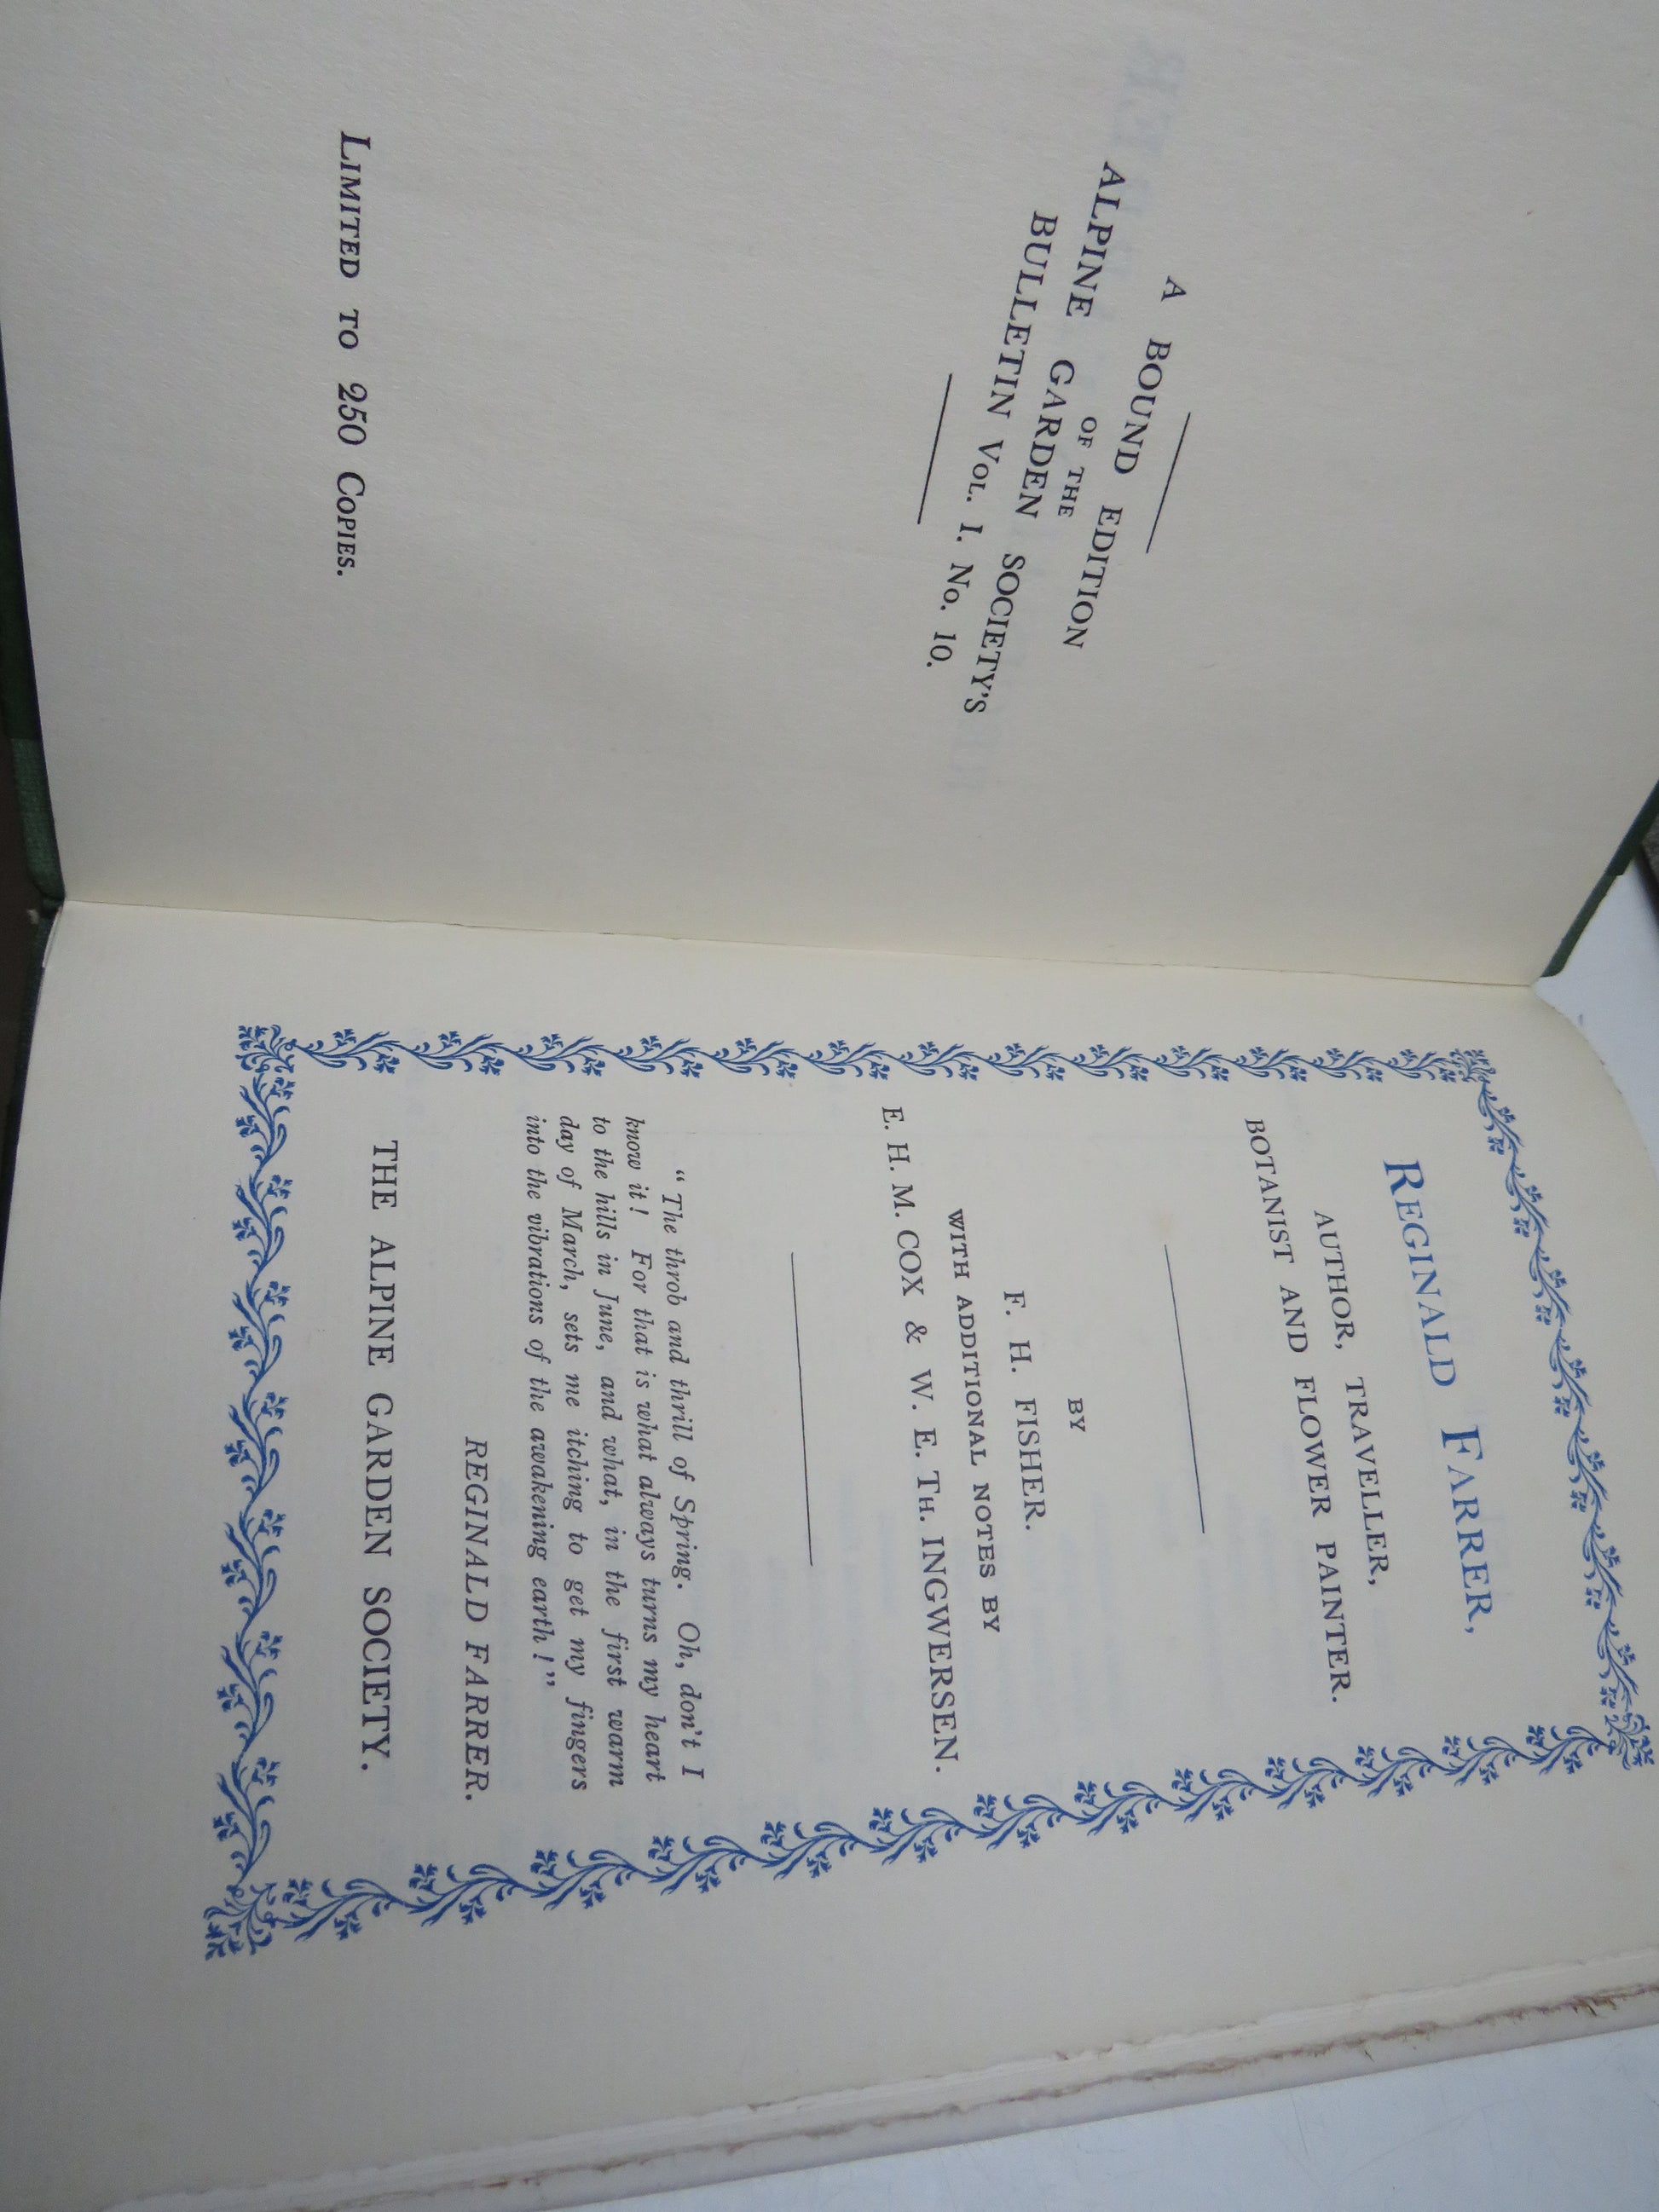 A BOUND EDITION
OF THE
ALPINE GARDEN SOCIETY'S
BULLETIN VOL. I. NO. 10.
LIMITED TO 250 COPIES.
REGINALD FARRER,
AUTHOR, TRAVELLER,
BOTANIST AND FLOWER PAINTER.
BY
F. H. FISHER.
WITH ADDITIONAL NOTES BY
E. H. M. COX & W. E. TH. INGWERSEN.
“ The throb and thrill of Spring. Oh, don't I
know it! For that is what always turns my heart
to the hills in June, and what, in the first warm
day of March, sets me itching to get my fingers
into the vibrations of the awakening earth!”
REGINALD FARRER.
THE ALPINE GARDEN SOCIETY.